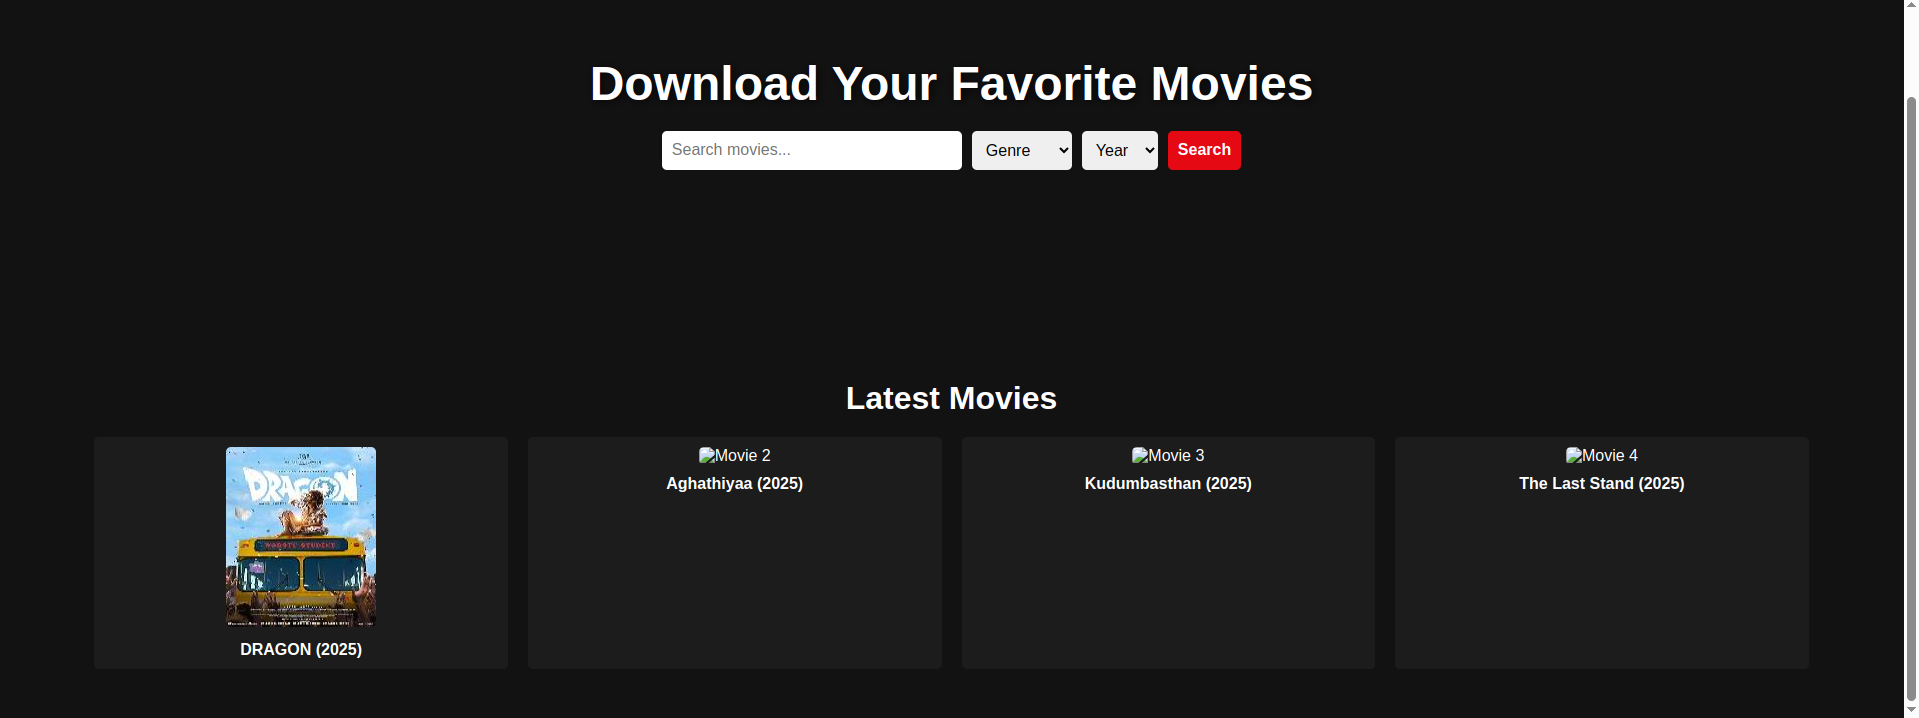 Download Your Favorite Movies
Search movies... Genre Year Search
Latest Movies
DRAGON
DRAGON (2025)
Movie 2
Aghathiyaa (2025)
Movie 3
Kudumbasthan (2025)
Movie 4
The Last Stand (2025)